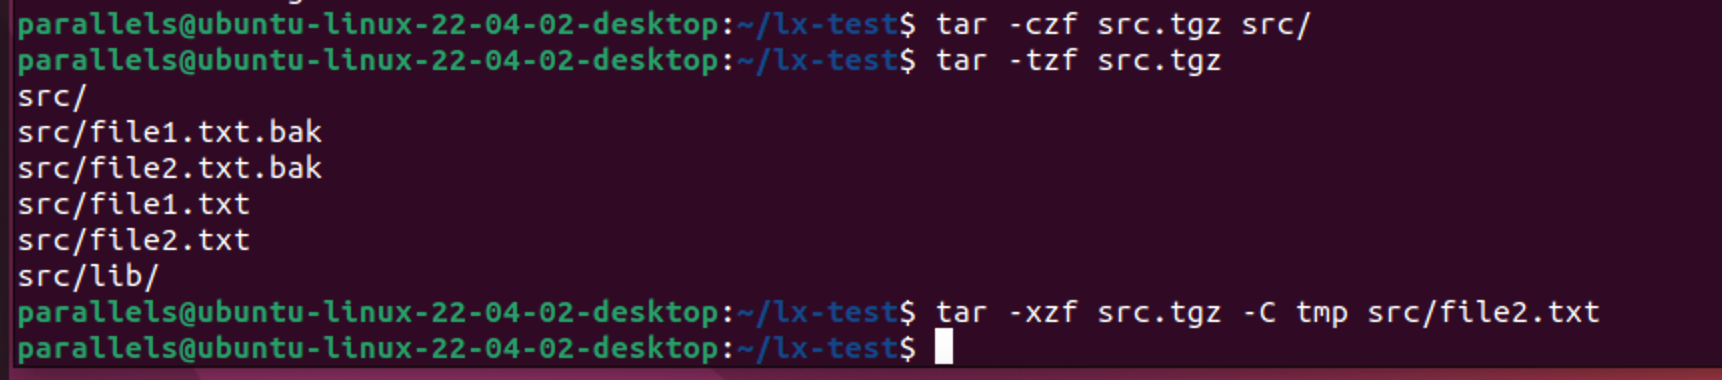 parallels@ubuntu-linux-22-04-02-desktop:~/lx-test$ tar -czf src.tgz src/
parallels@ubuntu-linux-22-04-02-desktop:~/lx-test$ tar -tzf src.tgz
src/
src/file1.txt.bak
src/file2.txt.bak
src/file1.txt
src/file2.txt
src/lib/
parallels@ubuntu-linux-22-04-02-desktop:~/lx-test$ tar -xzf src.tgz -C tmp src/file2.txt
parallels@ubuntu-linux-22-04-02-desktop:~/lx-test$